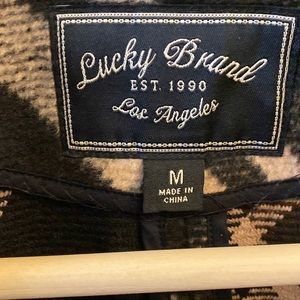 Lucky Brand
EST. 1990
Los Angeles
M
MADE IN
CHINA